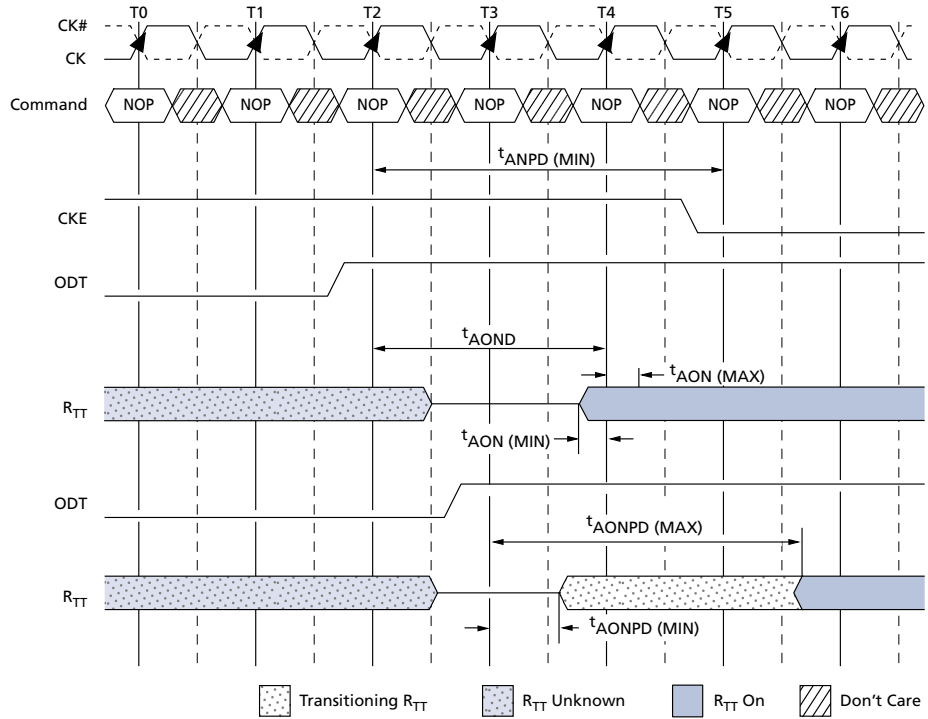 T0 T1 T2 T3 T4 T5 T6
CK#
CK
Command NOP NOP NOP NOP NOP NOP NOP
tANPD (MIN)
CKE
ODT
tAOND
tAON (MAX)
RTT
tAON (MIN)
ODT
tAONPD (MAX)
RTT
tAONPD (MIN)
Transitioning RTT RTT Unknown RTT On Don't Care